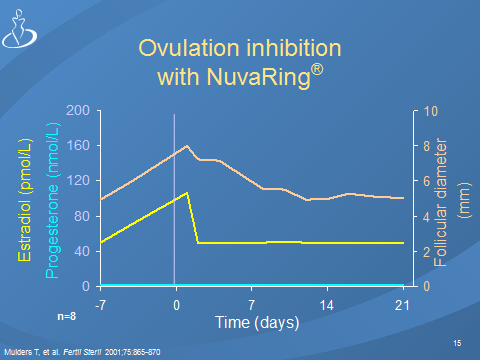 Ovulation inhibition
with NuvaRing®
Estradiol (pmol/L)
Progesterone (nmol/L)
200
160
120
80
40
0
10
8
6
4
2
0
Follicular diameter
(mm)
-7
0
7
14
21
Time (days)
n=8
15
Mulders T, et al. Fertil Steril 2001;75:865-870